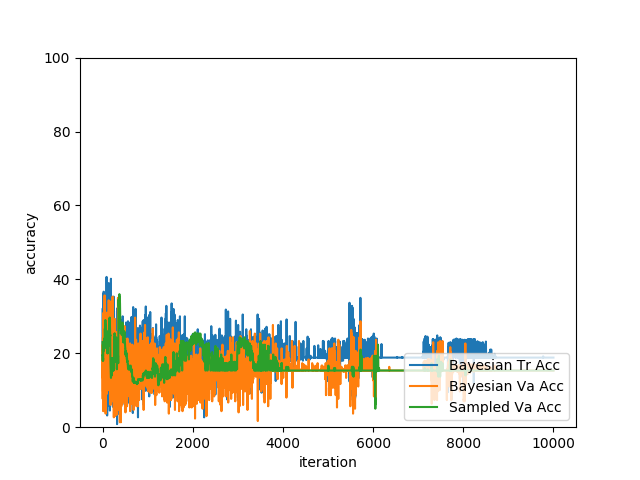 100
80
60
40
20
0
accuracy
0 2000 4000 6000 8000 10000
iteration
Bayesian Tr Acc
Bayesian Va Acc
Sampled Va Acc